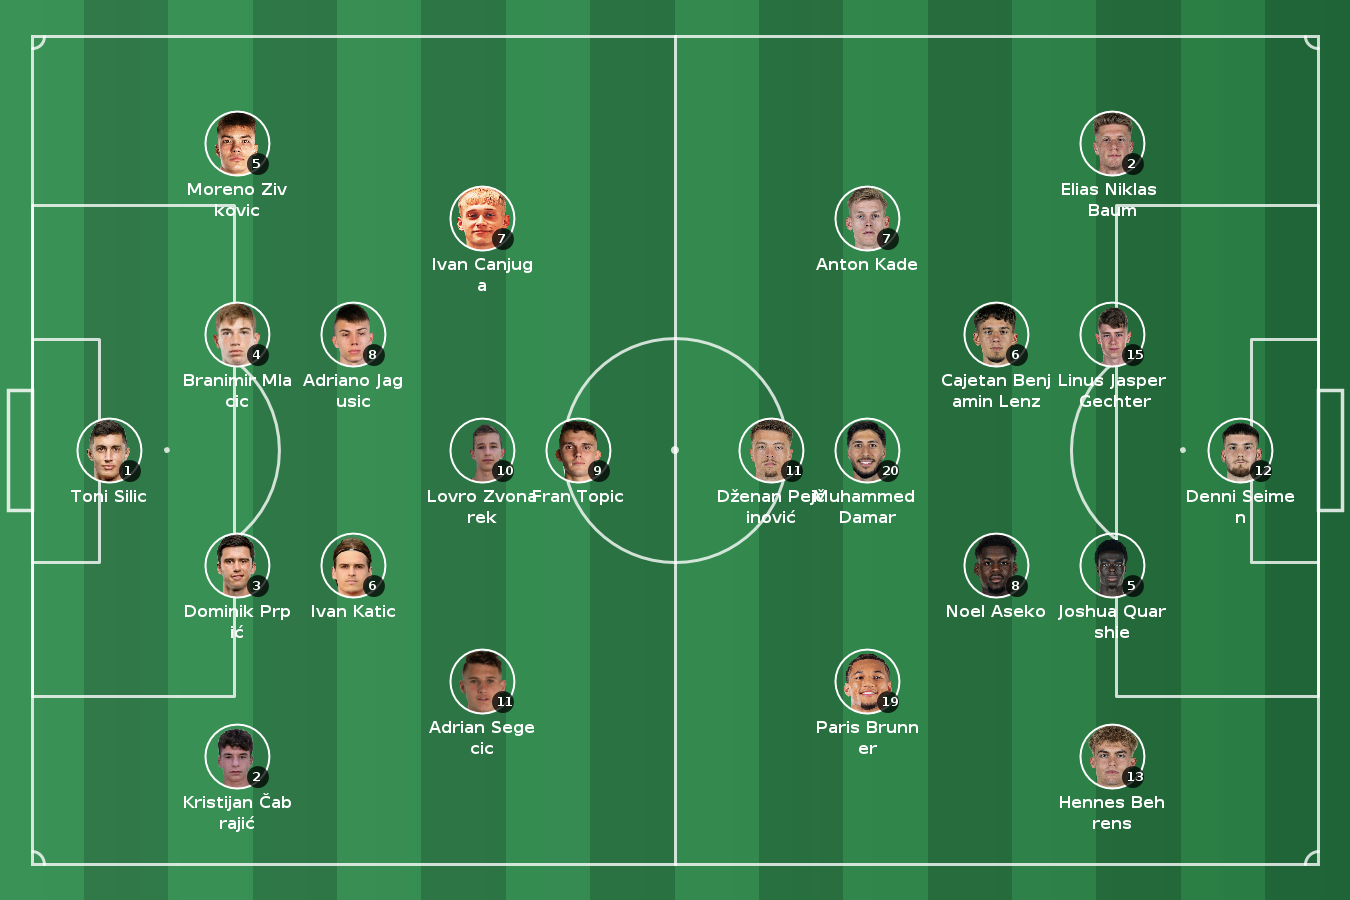 5
Moreno Ziv
kovic
2
Elias Niklas
Baum
7
Ivan Canjug
a
7
Anton Kade
4
Branimir Mla
cic
8
Adriano Jag
usic
6
Cajetan Benj
amin Lenz
15
Linus Jasper
Gechter
1
Toni Silic
10
Lovro Zvona
rek
9
Fran Topic
11
Dženan Pejč
inović
20
Muhammed
Damar
12
Denni Seime
n
3
Dominik Prp
ić
6
Ivan Katic
8
Noel Aseko
5
Joshua Quar
shie
11
Adrian Sege
cic
19
Paris Brunn
er
2
Kristijan Čab
rajić
13
Hennes Beh
rens